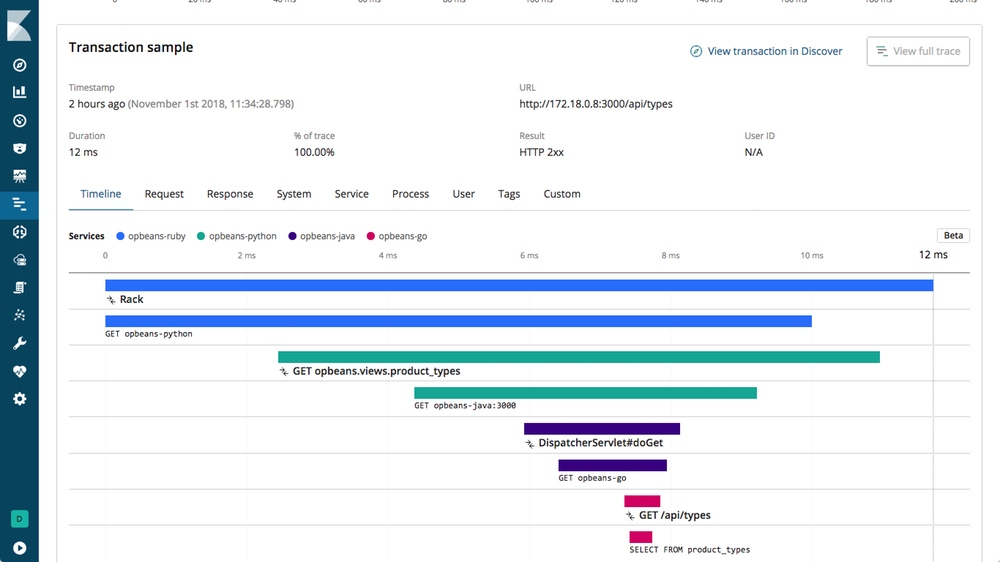 Transaction sample
View transaction in Discover
View full trace
Timestamp
URL
2 hours ago (November 1st 2018, 11:34:28.798)
http://172.18.0.8:3000/api/types
Duration
% of trace
Result
User ID
12 ms
100.00%
HTTP 2xx
N/A
Timeline Request Response System Service Process User Tags Custom
Services opbeans-ruby opbeans-python opbeans-java opbeans-go
Beta
0 2 ms 4 ms 6 ms 8 ms 10 ms 12 ms
Rack
GET opbeans-python
GET opbeans.views.product_types
GET opbeans-java:3000
DispatcherServlet#doGet
GET opbeans-go
GET /api/types
SELECT FROM product_types
D